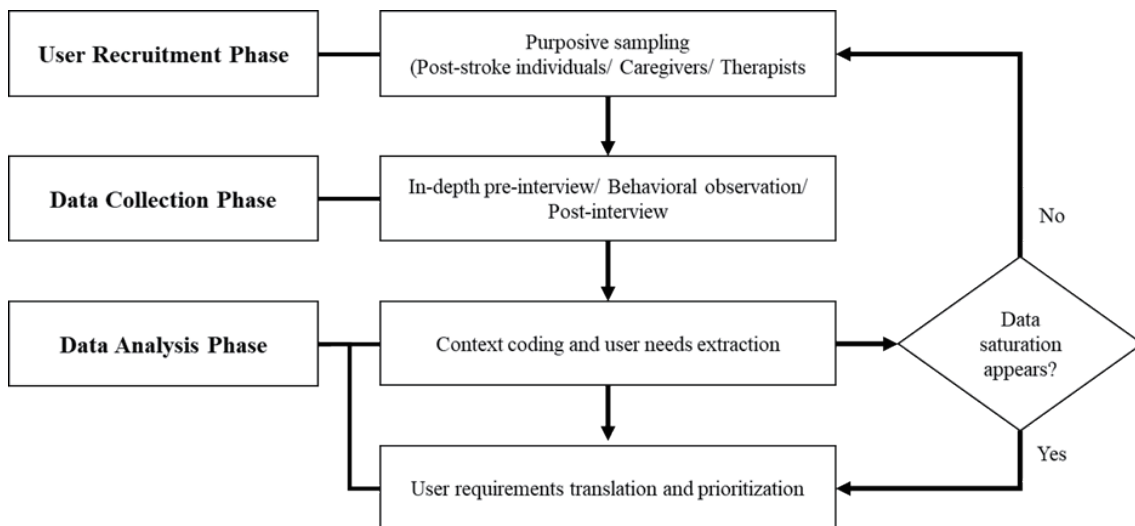 User Recruitment Phase
Purposive sampling
(Post-stroke individuals/ Caregivers/ Therapists
Data Collection Phase
In-depth pre-interview/ Behavioral observation/
Post-interview
No
Data Analysis Phase
Context coding and user needs extraction
Data
saturation
appears?
Yes
User requirements translation and prioritization